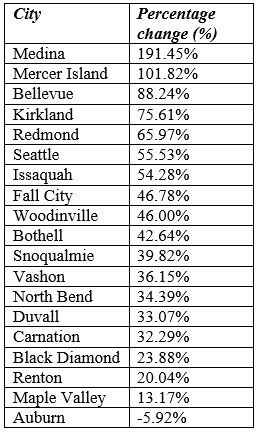 City Percentage
change (%)
Medina 191.45%
Mercer Island 101.82%
Bellevue 88.24%
Kirkland 75.61%
Redmond 65.97%
Seattle 55.53%
Issaquah 54.28%
Fall City 46.78%
Woodinville 46.00%
Bothell 42.64%
Snoqualmie 39.82%
Vashon 36.15%
North Bend 34.39%
Duvall 33.07%
Carnation 32.29%
Black Diamond 23.88%
Renton 20.04%
Maple Valley 13.17%
Auburn -5.92%